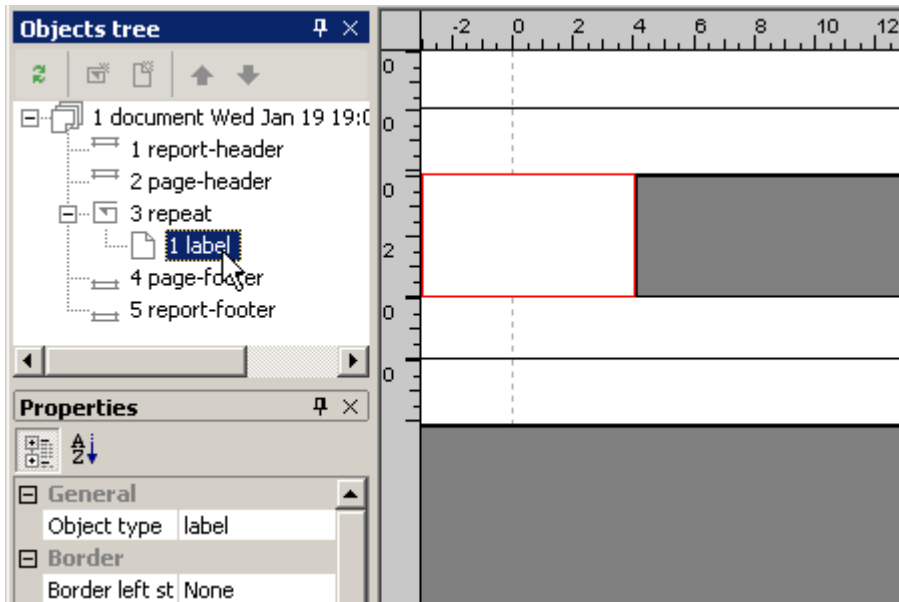 Objects tree
1 document Wed Jan 19 19:0
1 report-header
2 page-header
3 repeat
1 label
4 page-footer
5 report-footer
Properties
A
Z
General
Object type label
Border
Border left st None
-2 0 2 4 6 8 10 12
0
0
0
2
0
0